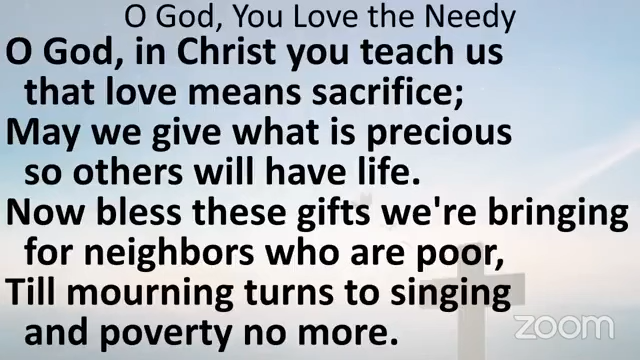 O God, You Love the Needy
O God, in Christ you teach us
that love means sacrifice;
May we give what is precious
so others will have life.
Now bless these gifts we're bringing
for neighbors who are poor,
Till mourning turns to singing
and poverty no more.
zoom